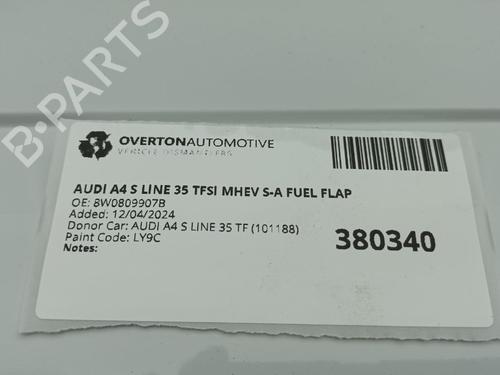 B-PARTS
OVERTONAUTOMOTIVE
VEHICLE DISMANTLERS
AUDI A4 S LINE 35 TFSI MHEV S-A FUEL FLAP
OE: 8W0809907B
Added: 12/04/2024
Donor Car: AUDI A4 S LINE 35 TF (101188)
Paint Code: LY9C
Notes:
380340